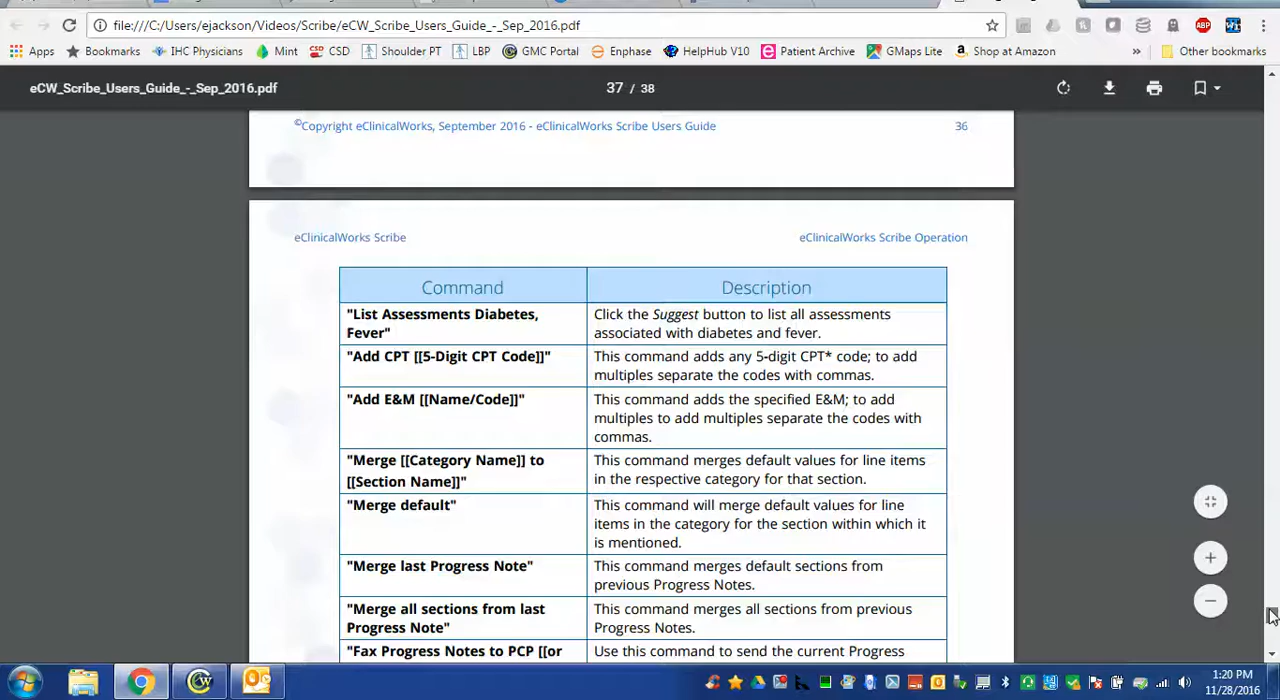 file:///C:/Users/ejackson/Videos/Scribe/eCW_Scribe_Users_Guide_-_Sep_2016.pdf
Apps Bookmarks IHC Physicians Mint CSD Shoulder PT LBP GMC Portal Enphase HelpHub V10 Patient Archive GMaps Lite Shop at Amazon » Other bookmarks
eCW_Scribe_Users_Guide_-_Sep_2016.pdf 37 / 38
©Copyright eClinicalWorks, September 2016 - eClinicalWorks Scribe Users Guide 36
eClinicalWorks Scribe eClinicalWorks Scribe Operation
Command Description
"List Assessments Diabetes, Click the Suggest button to list all assessments
Fever" associated with diabetes and fever.
"Add CPT [[5-Digit CPT Code]]" This command adds any 5-digit CPT* code; to add
multiples separate the codes with commas.
"Add E&M [[Name/Code]]" This command adds the specified E&M; to add
multiples to add multiples separate the codes with
commas.
"Merge [[Category Name]] to This command merges default values for line items
[[Section Name]]" in the respective category for that section.
"Merge default" This command will merge default values for line
items in the category for the section within which it
is mentioned.
"Merge last Progress Note" This command merges default sections from
previous Progress Notes.
"Merge all sections from last This command merges all sections from previous
Progress Note" Progress Notes.
"Fax Progress Notes to PCP [[or Use this command to send the current Progress
1:20 PM
11/28/2016